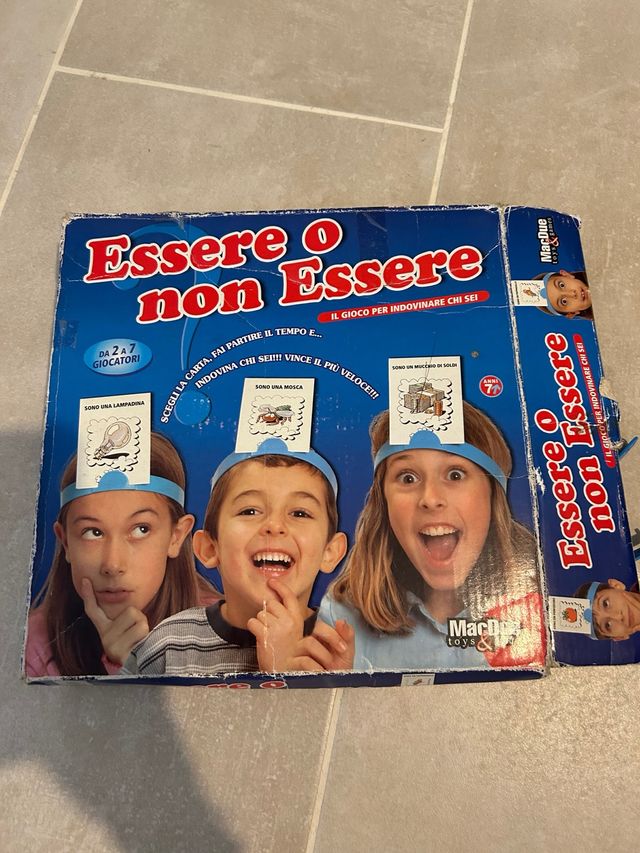 Essere o
non Essere
IL GIOCO PER INDOVINARE CHI SEI
DA 2 A 7
GIOCATORI
SCEGLI LA CARTA, FAI PARTIRE IL TEMPO E...
INDOVINA CHI SEI!!! VINCE IL PIÙ VELOCE!!!
SONO UNA LAMPADINA
SONO UNA MOSCA
SONO UN MUCCHIO DI SOLDI
ANNI
7
MacDue
toys &
MacDue
toys & games
Essere o
non Essere
IL GIOCO PER INDOVINARE CHI SEI